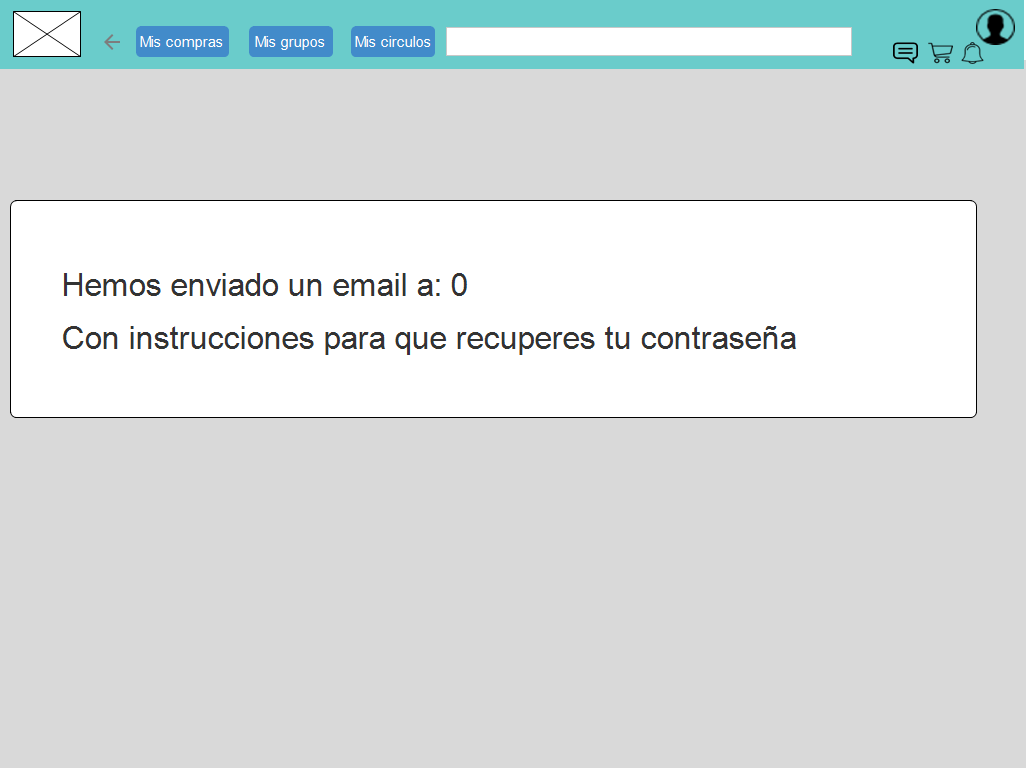 Mis compras
Mis grupos
Mis circulos
Hemos enviado un email a: 0
Con instrucciones para que recuperes tu contraseña